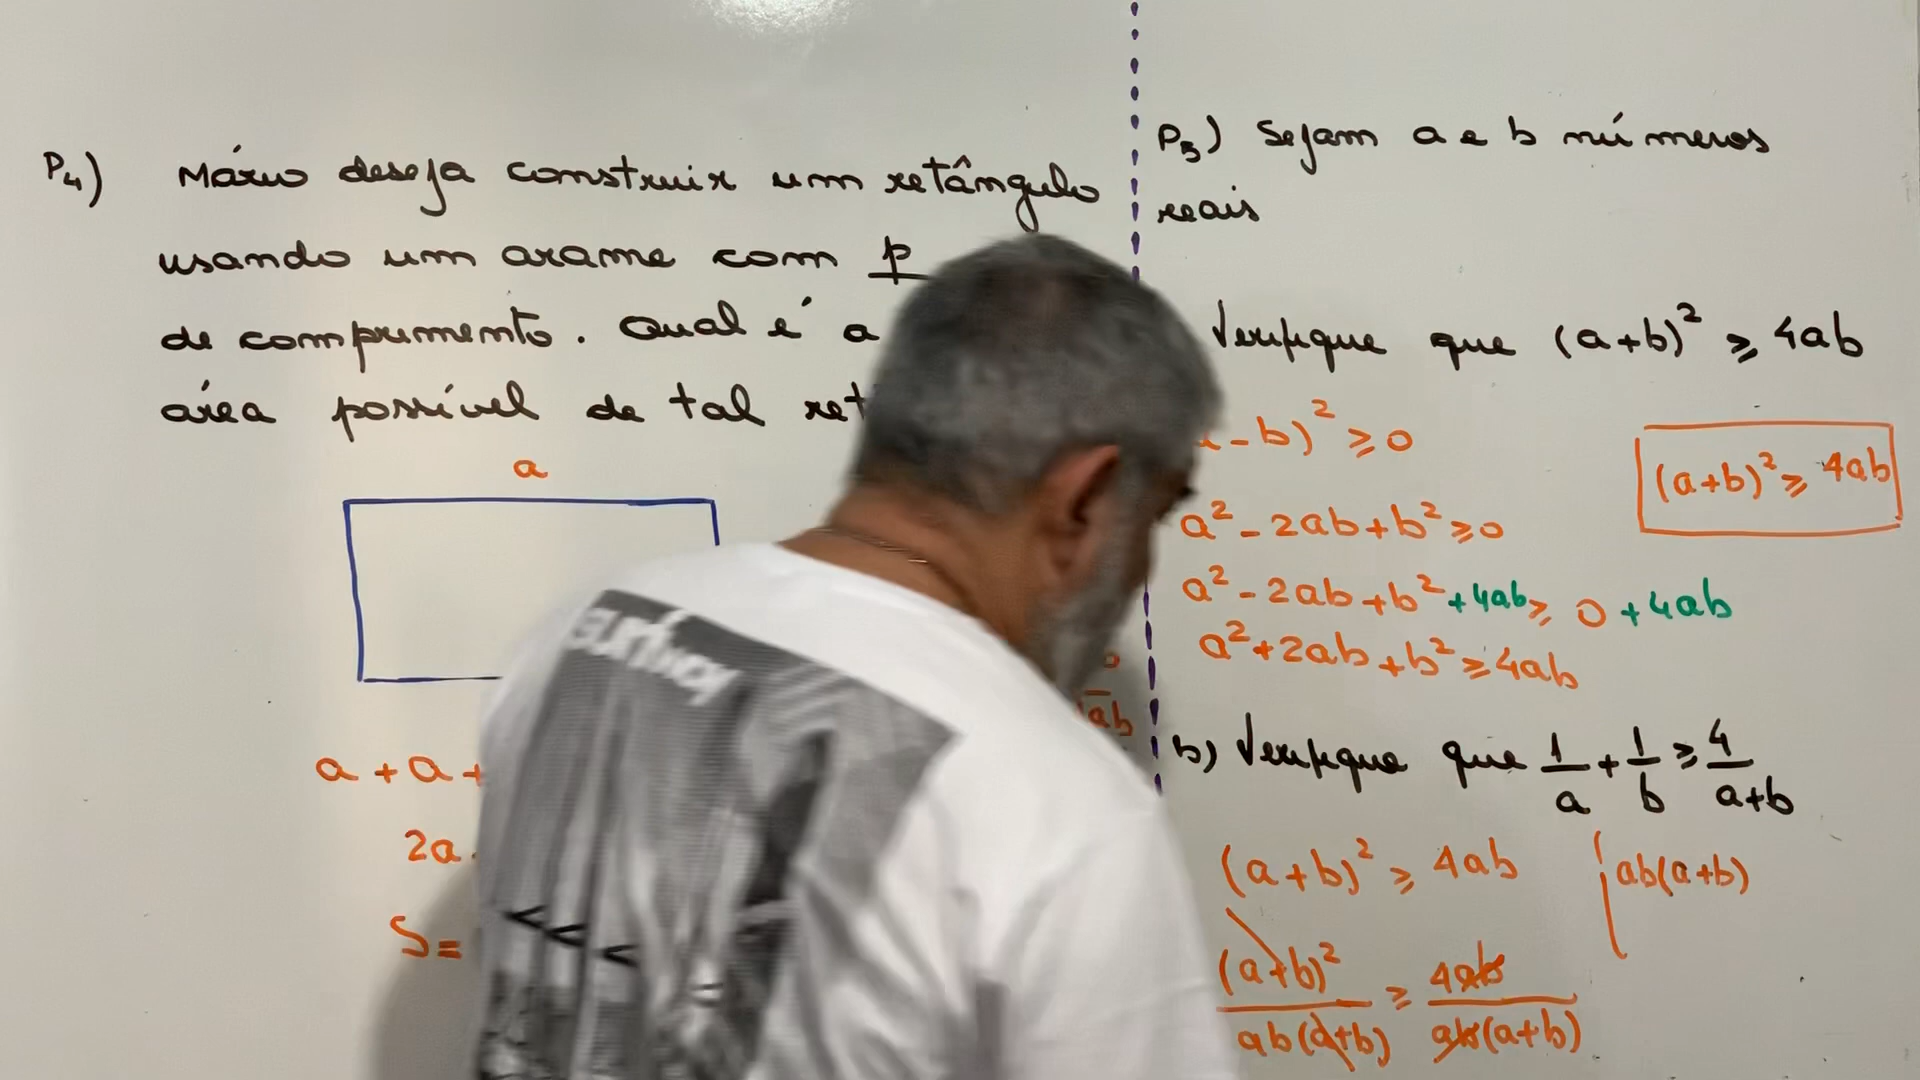 P4) Mário deseja construir um retângulo
usando um arame com p
de comprimento. Qual é a
área possível de tal ret
a
a + a +
2a
S =
ab
P5) Sejam a e b números
reais
Verifique que (a+b)² ≥ 4ab
- b)² ≥ 0
(a+b)² ≥ 4ab
a² - 2ab + b² ≥ 0
a² - 2ab + b² + 4ab ≥ 0 + 4ab
a² + 2ab + b² ≥ 4ab
b) Verifique que 1/a + 1/b ≥ 4/a+b
(a+b)² ≥ 4ab
ab(a+b)
(a+b)²/ab(a+b) ≥ 4ab/ab(a+b)